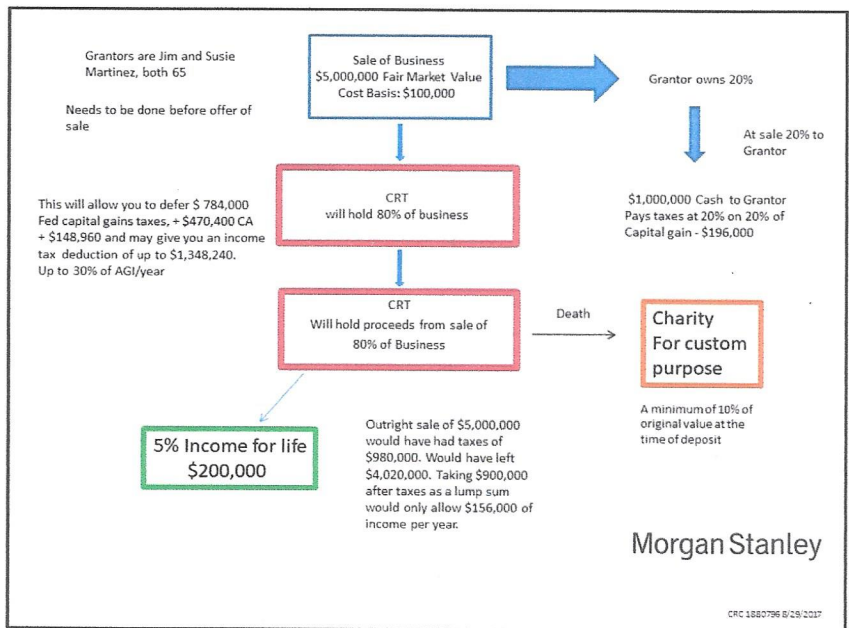 Grantors are Jim and Susie
Martinez, both 65
Needs to be done before offer of
sale
Sale of Business
$5,000,000 Fair Market Value
Cost Basis: $100,000
Grantor owns 20%
At sale 20% to
Grantor
$1,000,000 Cash to Grantor
Pays taxes at 20% on 20% of
Capital gain - $196,000
CRT
will hold 80% of business
This will allow you to defer $ 784,000
Fed capital gains taxes, + $470,400 CA
+ $148,960 and may give you an income
tax deduction of up to $1,348,240.
Up to 30% of AGI/year
CRT
Will hold proceeds from sale of
80% of Business
Death
Charity
For custom
purpose
A minimum of 10% of
original value at the
time of deposit
5% Income for life
$200,000
Outright sale of $5,000,000
would have had taxes of
$980,000. Would have left
$4,020,000. Taking $900,000
after taxes as a lump sum
would only allow $156,000 of
income per year.
Morgan Stanley
CRC 1880796 8/29/2017